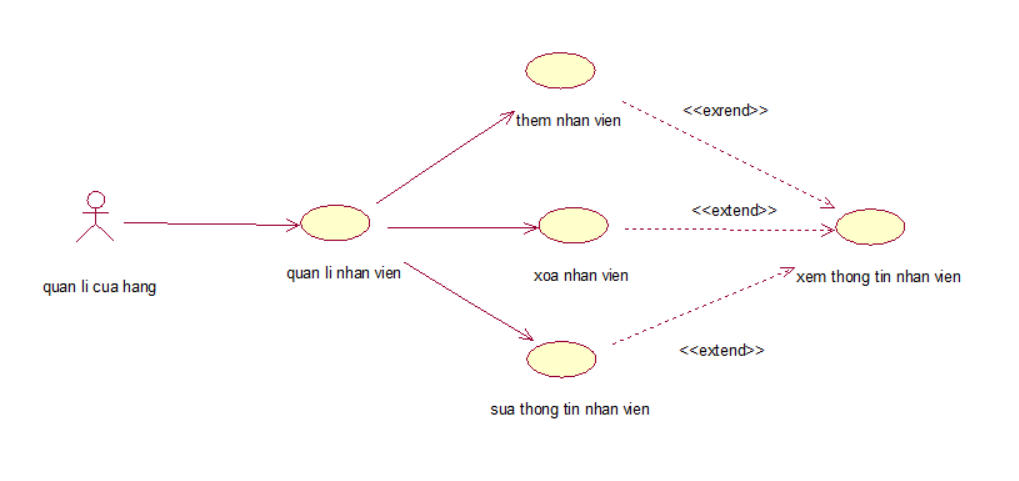 <<exrend>>
them nhan vien
<<extend>>
quan li nhan vien
xoa nhan vien
xem thong tin nhan vien
quan li cua hang
<<extend>>
sua thong tin nhan vien